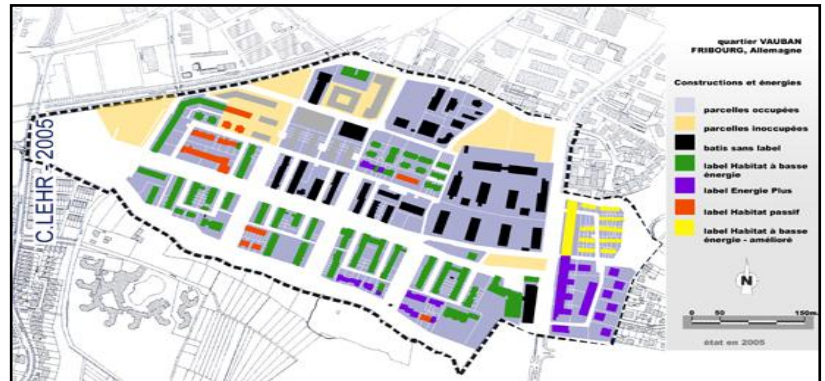 quartier VAUBAN
FRIBOURG, Allemagne
Constructions et énergies
parcelles occupées
parcelles inoccupées
batis sans label
label Habitat à basse
énergie
label Energie Plus
label Habitat passif
label Habitat à basse
énergie - amélioré
N
0 50 150m.
état en 2005
C.LEHR - 2005